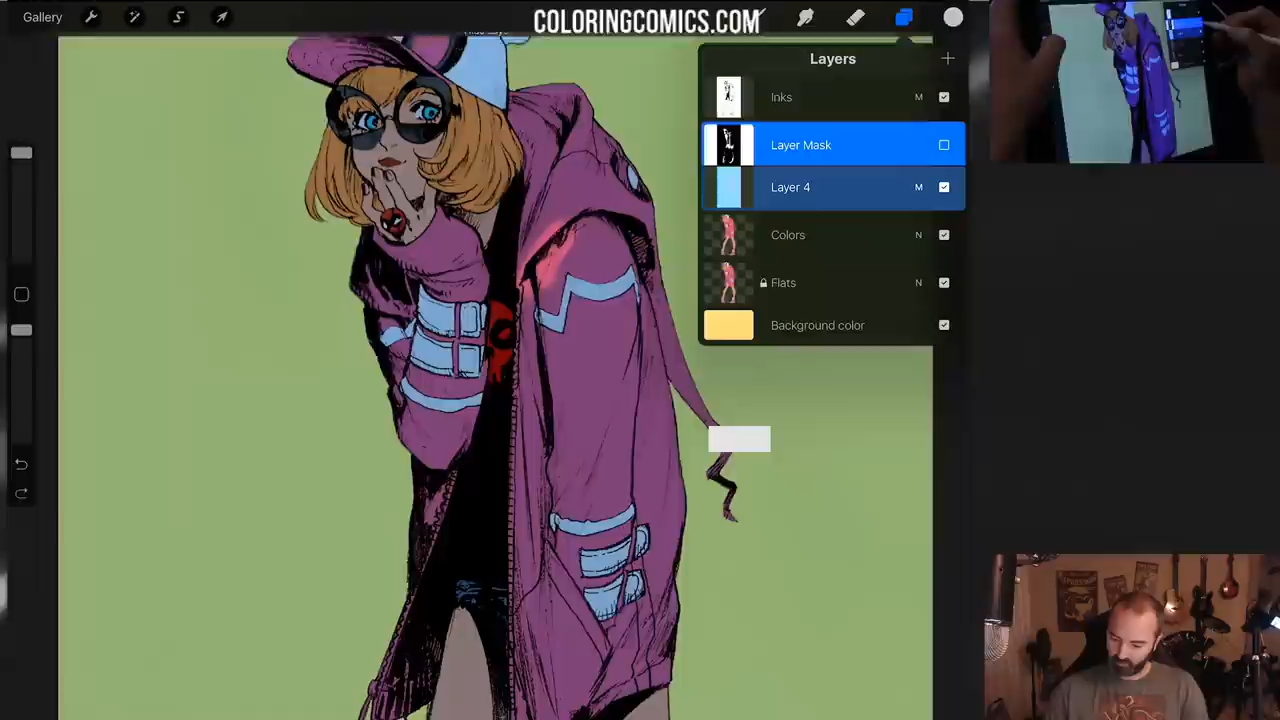 Gallery
COLORINGCOMICS.COM
Layers
Inks M
Layer Mask
Layer 4 M
Colors N
Flats N
Background color